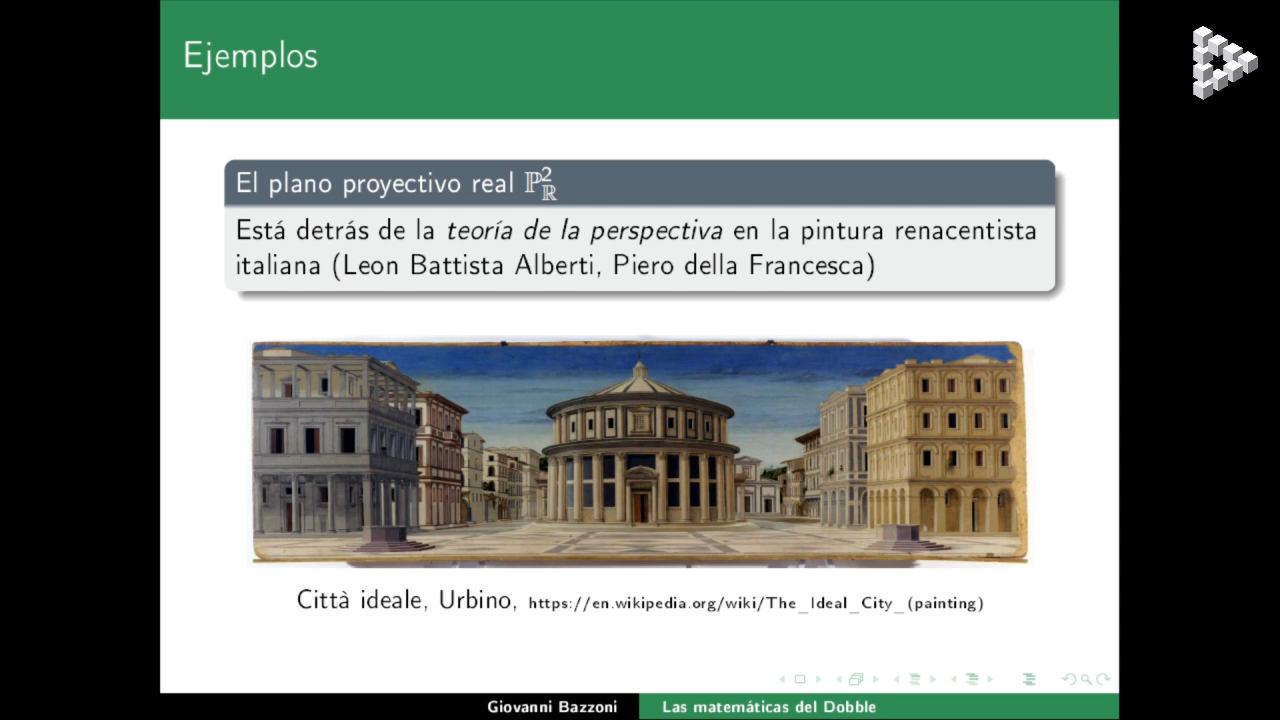 Ejemplos
El plano proyectivo real ℙ²_ℝ
Está detrás de la teoría de la perspectiva en la pintura renacentista
italiana (Leon Battista Alberti, Piero della Francesca)
Città ideale, Urbino, https://en.wikipedia.org/wiki/The_Ideal_City_(painting)
Giovanni Bazzoni Las matemáticas del Dobble